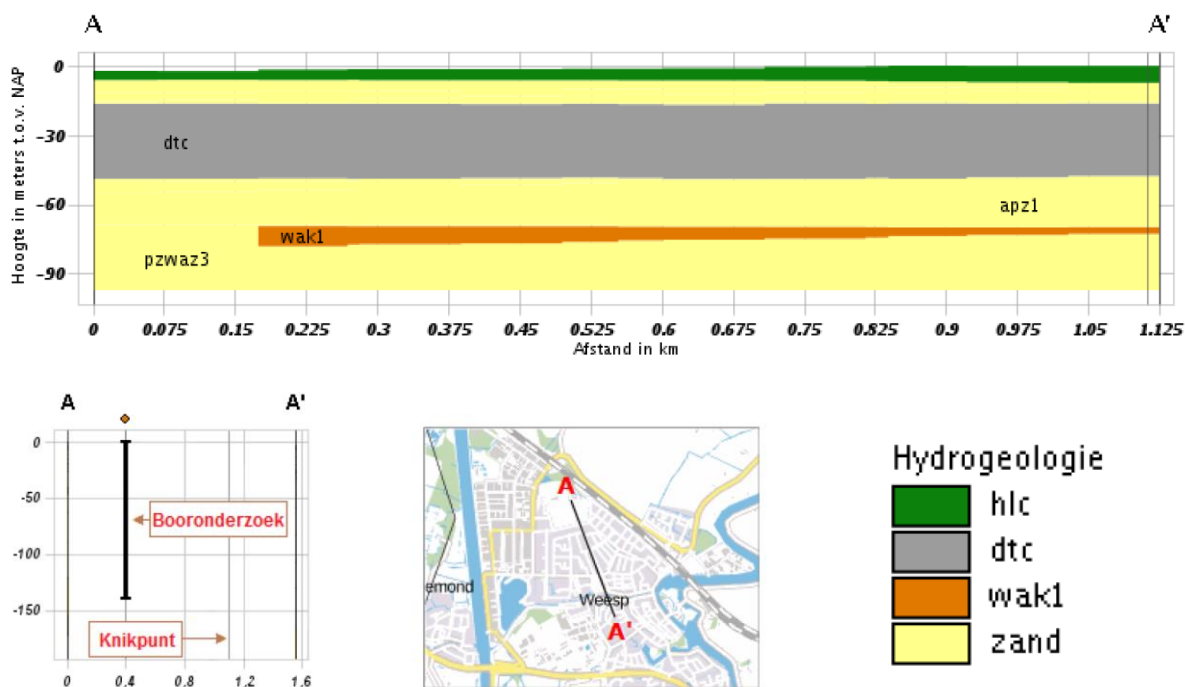 A A'
Hoogte in meters t.o.v. NAP
0
-30
-60
-90
dtc
apz1
wak1
pzwaz3
0 0.075 0.15 0.225 0.3 0.375 0.45 0.525 0.6 0.675 0.75 0.825 0.9 0.975 1.05 1.125
Afstand in km
A A'
0
-50
-100
-150
Booronderzoek
Knikpunt
0 0.4 0.8 1.2 1.6
A
emond
Weesp
A'
Hydrogeologie
hlc
dtc
wak1
zand